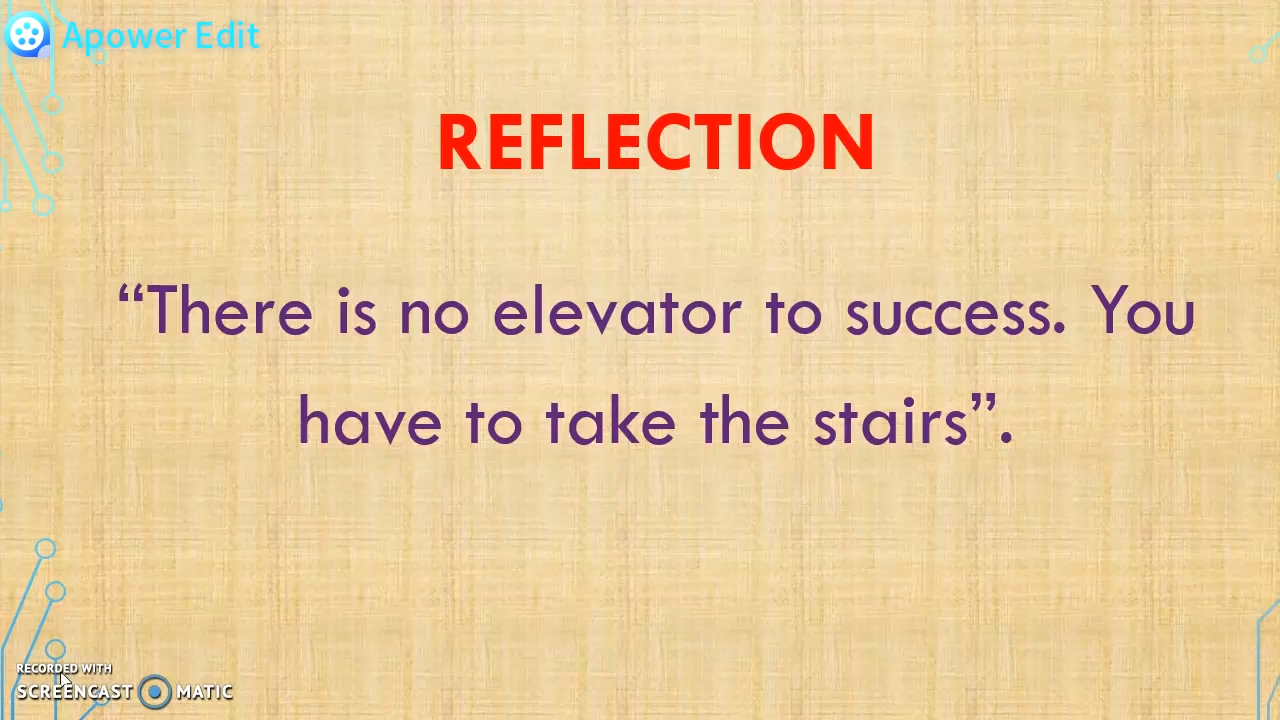 Apower Edit
REFLECTION
“There is no elevator to success. You
have to take the stairs”.
RECORDED WITH
SCREENCAST MATIC